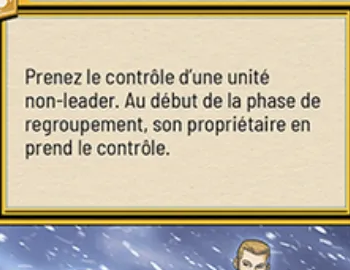 Prenez le contrôle d'une unité
non-leader. Au début de la phase de
regroupement, son propriétaire en
prend le contrôle.